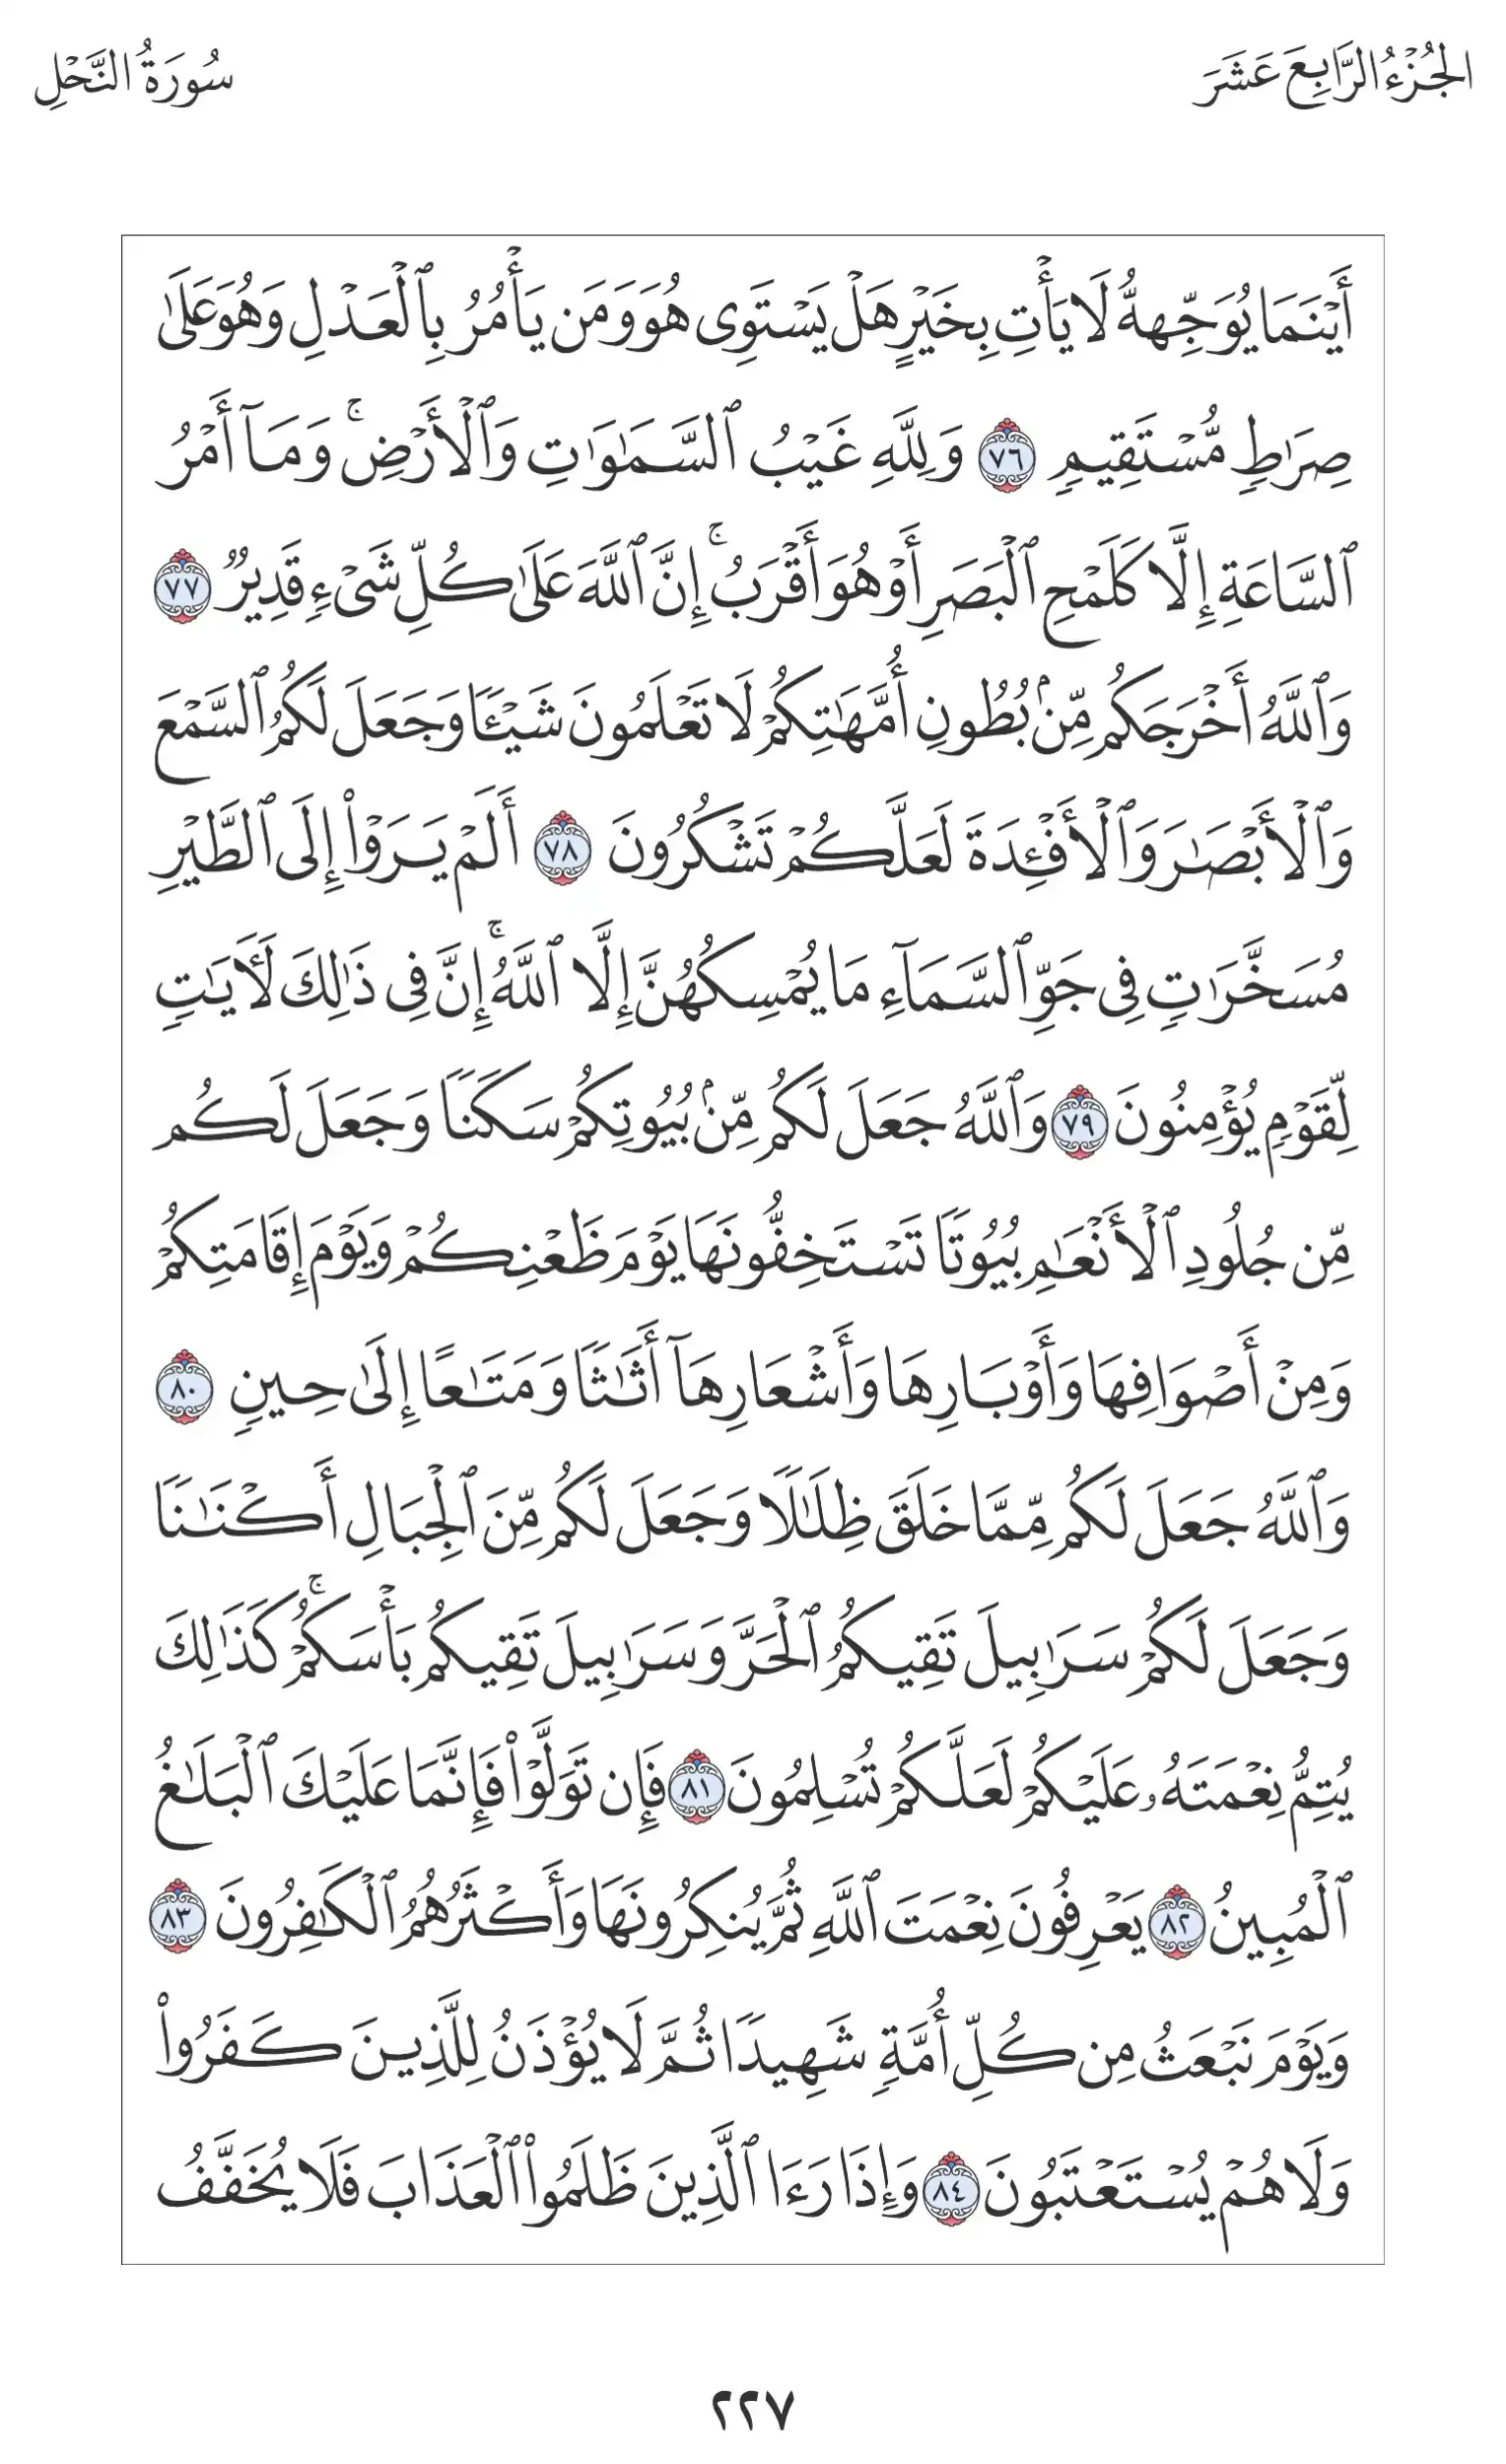 الجُزْءُ الرَّابِعَ عَشَرَ
سُورَةُ النَّحْلِ
أَيْنَمَا يُوَجِّههُّ لَا يَأْتِ بِخَيْرٍ هَلْ يَسْتَوِى هُوَ وَمَن يَأْمُرُ بِٱلْعَدْلِ وَهُوَ عَلَىٰ
صِرَٰطٍ مُّسْتَقِيمٍ ٧٦ وَلِلَّهِ غَيْبُ ٱلسَّمَٰوَٰتِ وَٱلْأَرْضِ ۚ وَمَآ أَمْرُ
ٱلسَّاعَةِ إِلَّا كَلَمْحِ ٱلْبَصَرِ أَوْ هُوَ أَقْرَبُ ۚ إِنَّ ٱللَّهَ عَلَىٰ كُلِّ شَىْءٍ قَدِيرٌ ٧٧
وَٱللَّهُ أَخْرَجَكُم مِّنۢ بُطُونِ أُمَّهَٰتِكُمْ لَا تَعْلَمُونَ شَيْـًٔا وَجَعَلَ لَكُمُ ٱلسَّمْعَ
وَٱلْأَبْصَٰرَ وَٱلْأَفْـِٔدَةَ لَعَلَّكُمْ تَشْكُرُونَ ٧٨ أَلَمْ يَرَوْا۟ إِلَى ٱلطَّيْرِ
مُسَخَّرَٰتٍ فِى جَوِّ ٱلسَّمَآءِ مَا يُمْسِكُهُنَّ إِلَّا ٱللَّهُ ۚ إِنَّ فِى ذَٰلِكَ لَـَٔايَٰتٍ
لِّقَوْمٍ يُؤْمِنُونَ ٧٩ وَٱللَّهُ جَعَلَ لَكُم مِّنۢ بُيُوتِكُمْ سَكَنًا وَجَعَلَ لَكُم
مِّن جُلُودِ ٱلْأَنْعَٰمِ بُيُوتًا تَسْتَخِفُّونَهَا يَوْمَ ظَعْنِكُمْ وَيَوْمَ إِقَامَتِكُمْ
وَمِنْ أَصْوَافِهَا وَأَوْبَارِهَا وَأَشْعَارِهَآ أَثَٰثًا وَمَتَٰعًا إِلَىٰ حِينٍ ٨٠
وَٱللَّهُ جَعَلَ لَكُم مِّمَّا خَلَقَ ظِلَٰلًا وَجَعَلَ لَكُم مِّنَ ٱلْجِبَالِ أَكْنَٰنًا
وَجَعَلَ لَكُمْ سَرَٰبِيلَ تَقِيكُمُ ٱلْحَرَّ وَسَرَٰبِيلَ تَقِيكُم بَأْسَكُمْ ۚ كَذَٰلِكَ
يُتِمُّ نِعْمَتَهُۥ عَلَيْكُمْ لَعَلَّكُمْ تُسْلِمُونَ ٨١ فَإِن تَوَلَّوْا۟ فَإِنَّمَا عَلَيْكَ ٱلْبَلَٰغُ
ٱلْمُبِينُ ٨٢ يَعْرِفُونَ نِعْمَتَ ٱللَّهِ ثُمَّ يُنكِرُونَهَا وَأَكْثَرُهُمُ ٱلْكَٰفِرُونَ ٨٣
وَيَوْمَ نَبْعَثُ مِن كُلِّ أُمَّةٍ شَهِيدًا ثُمَّ لَا يُؤْذَنُ لِلَّذِينَ كَفَرُوا۟
وَلَا هُمْ يُسْتَعْتَبُونَ ٨٤ وَإِذَا رَءَا ٱلَّذِينَ ظَلَمُوا۟ ٱلْعَذَابَ فَلَا يُخَفَّفُ
٢٢٧